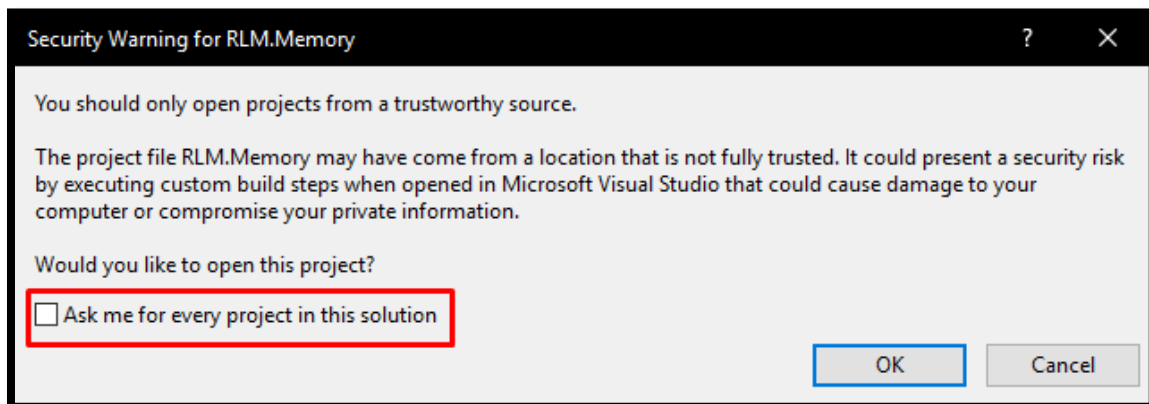 Security Warning for RLM.Memory
?
You should only open projects from a trustworthy source.
The project file RLM.Memory may have come from a location that is not fully trusted. It could present a security risk
by executing custom build steps when opened in Microsoft Visual Studio that could cause damage to your
computer or compromise your private information.
Would you like to open this project?
Ask me for every project in this solution
OK
Cancel